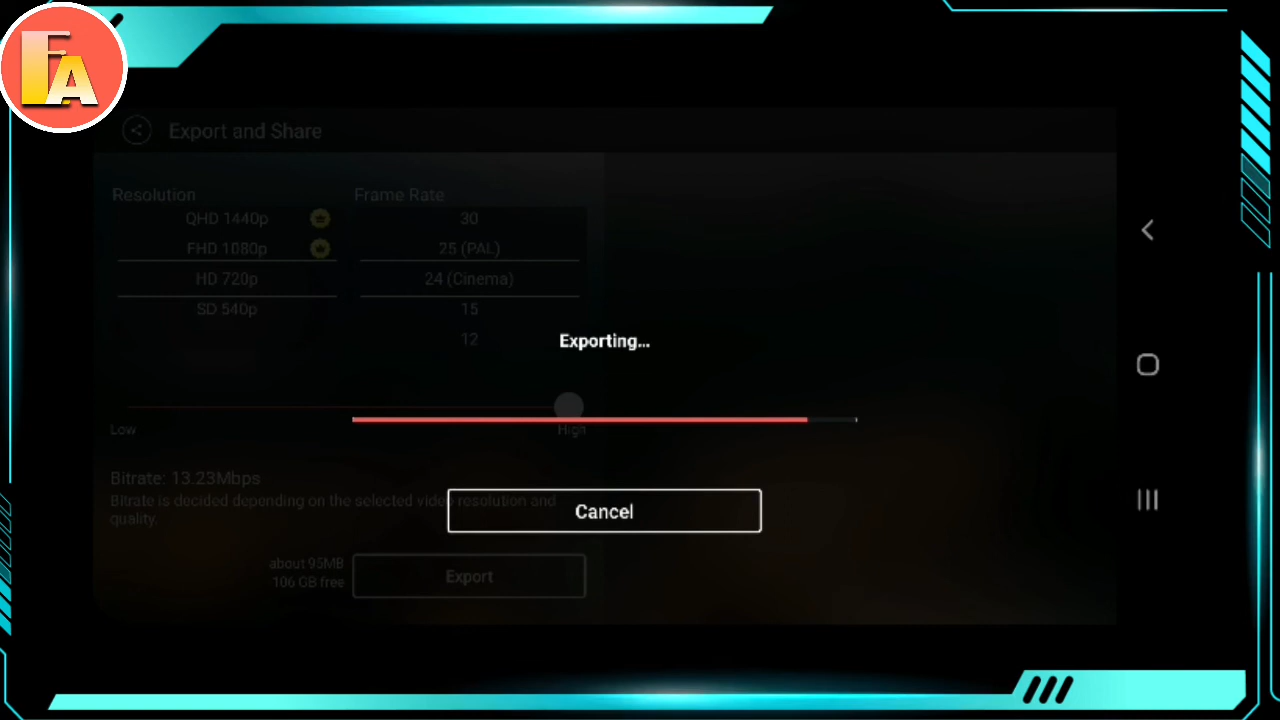 FA
Export and Share
Resolution
Frame Rate
QHD 1440p
30
FHD 1080p
25 (PAL)
HD 720p
24 (Cinema)
SD 540p
15
12
Exporting...
Low
High
Bitrate: 13.23Mbps
Bitrate is decided depending on the selected video resolution and
quality.
Cancel
about 95MB
106 GB free
Export